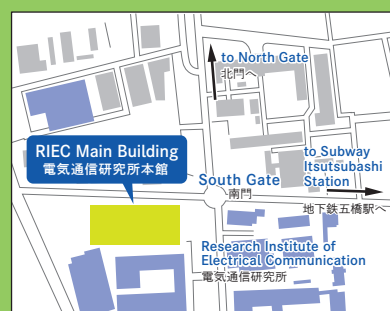 to North Gate
北門へ
RIEC Main Building
電気通信研究所本館
to Subway
Itsutsubashi
Station
地下鉄五橋駅へ
South Gate
南門
Research Institute of
Electrical Communication
電気通信研究所